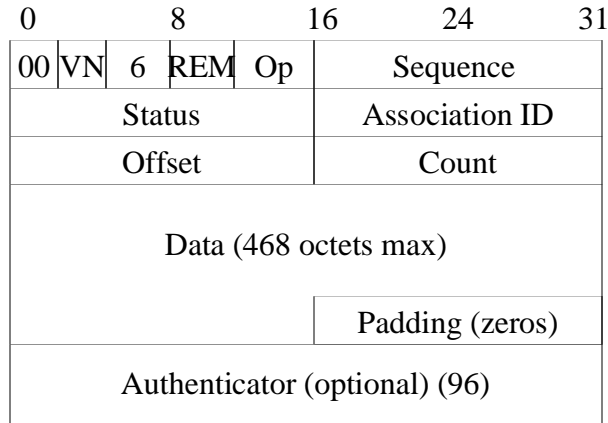 0 8 16 24 31
00 VN 6 REM Op Sequence
Status Association ID
Offset Count
Data (468 octets max)
Padding (zeros)
Authenticator (optional) (96)